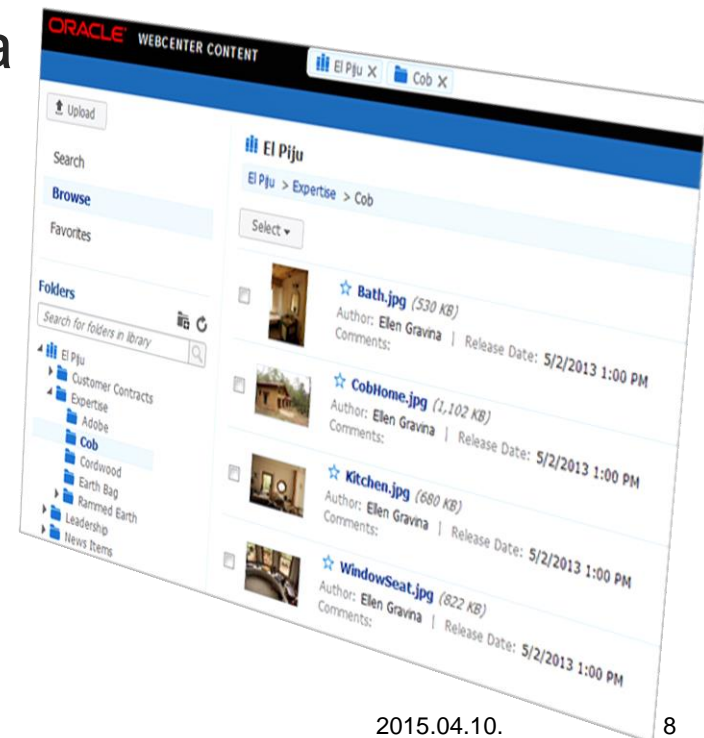 a
ORACLE WEBCENTER CONTENT
El Piju X Cob X
Upload
Search
Browse
Favorites
Folders
Search for folders in library
El Piju
Customer Contracts
Expertise
Adobe
Cob
Cordwood
Earth Bag
Rammed Earth
Leadership
News Items
El Piju
El Piju > Expertise > Cob
Select
Bath.jpg (530 KB)
Author: Ellen Gravina | Release Date: 5/2/2013 1:00 PM
Comments:
CobHome.jpg (1,102 KB)
Author: Ellen Gravina | Release Date: 5/2/2013 1:00 PM
Comments:
Kitchen.jpg (680 KB)
Author: Ellen Gravina | Release Date: 5/2/2013 1:00 PM
Comments:
WindowSeat.jpg (822 KB)
Author: Ellen Gravina | Release Date: 5/2/2013 1:00 PM
Comments:
2015.04.10. 8